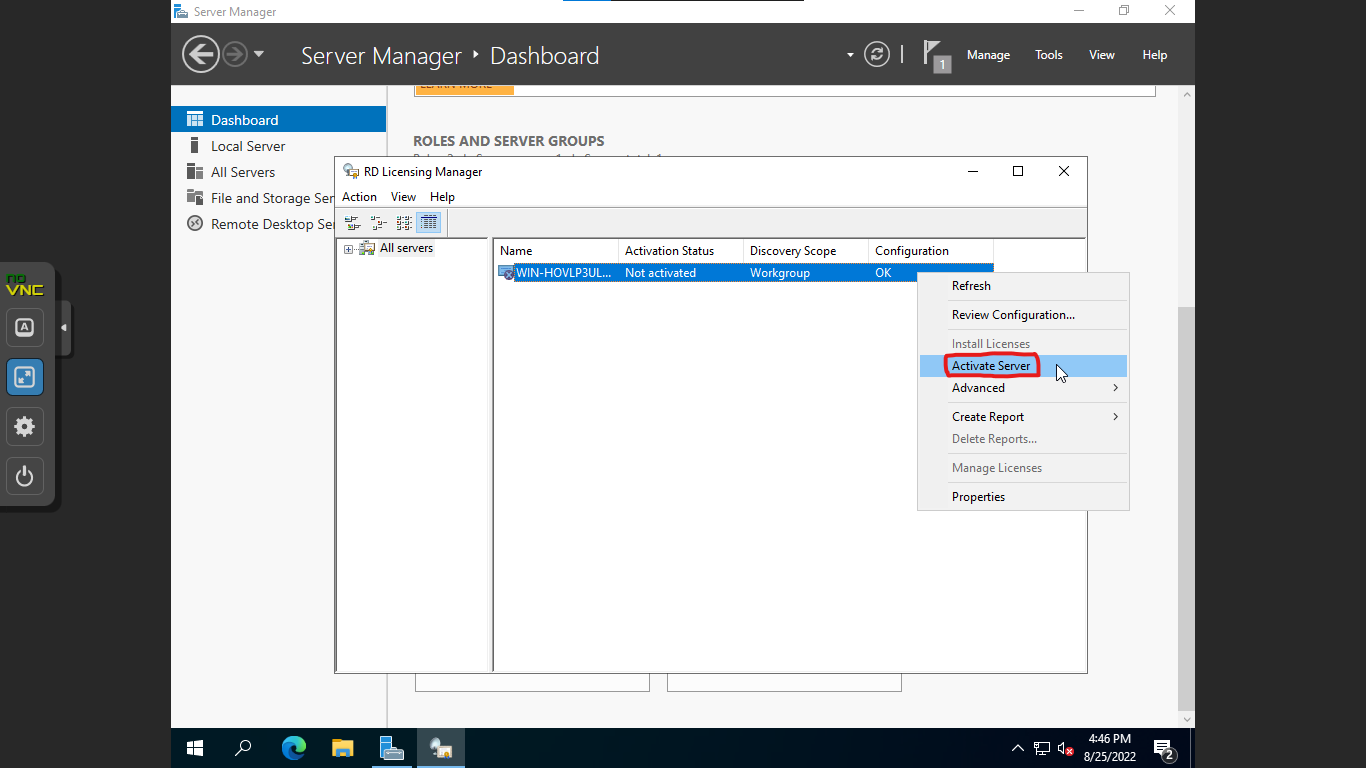 Server Manager
Server Manager Dashboard
1
Manage Tools View Help
Dashboard
Local Server
All Servers
File and Storage Ser
Remote Desktop Se
LEARN MORE
ROLES AND SERVER GROUPS
RD Licensing Manager
Action View Help
All servers
Name Activation Status Discovery Scope Configuration
WIN-HOVLP3UL... Not activated Workgroup OK
Refresh
Review Configuration...
Install Licenses
Activate Server
Advanced
Create Report
Delete Reports...
Manage Licenses
Properties
no
VNC
A
4:46 PM
8/25/2022
2